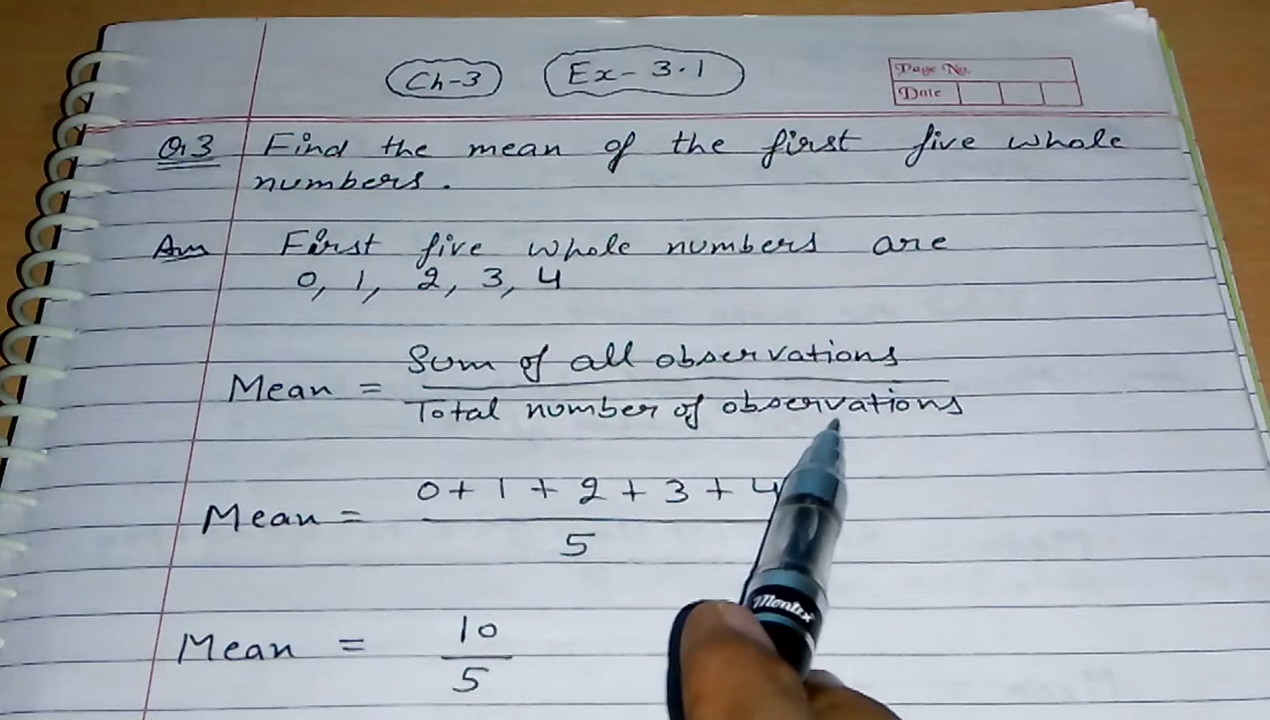 Ch-3 Ex-3.1
Page No.
Date
Q3 Find the mean of the first five whole
numbers.
Ans First five whole numbers are
0, 1, 2, 3, 4
Sum of all observations
Mean =
Total number of observations
0+1+2+3+4
Mean =
5
10
Mean =
5
Montex